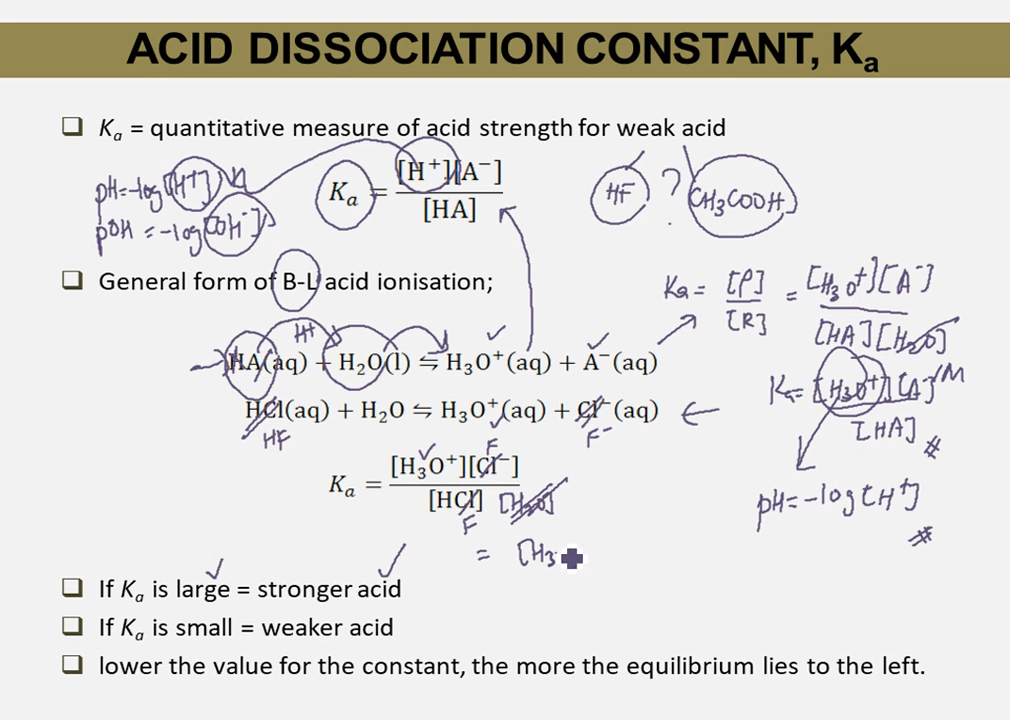 ACID DISSOCIATION CONSTANT, Kₐ
❑ Kₐ = quantitative measure of acid strength for weak acid
pH=-log[H⁺]
pOH = -log[OH⁻]
Kₐ = [H⁺][A⁻] / [HA]
HF ? CH₃COOH
❑ General form of B-L acid ionisation;
Ka = [P] / [R] = [H₃O⁺][A⁻] / [HA][H₂O]
H⁺
HA(aq) + H₂O(l) ⇌ H₃O⁺(aq) + A⁻(aq)
Ka = [H₃O⁺][A⁻] / [HA] M #
HCl(aq) + H₂O ⇌ H₃O⁺(aq) + Cl⁻(aq)
HF F⁻
Kₐ = [H₃O⁺][Cl⁻] / [HCl] [H₂O]
F
F
pH=-log[H⁺] #
= [H₃
❑ If Kₐ is large = stronger acid
❑ If Kₐ is small = weaker acid
❑ lower the value for the constant, the more the equilibrium lies to the left.